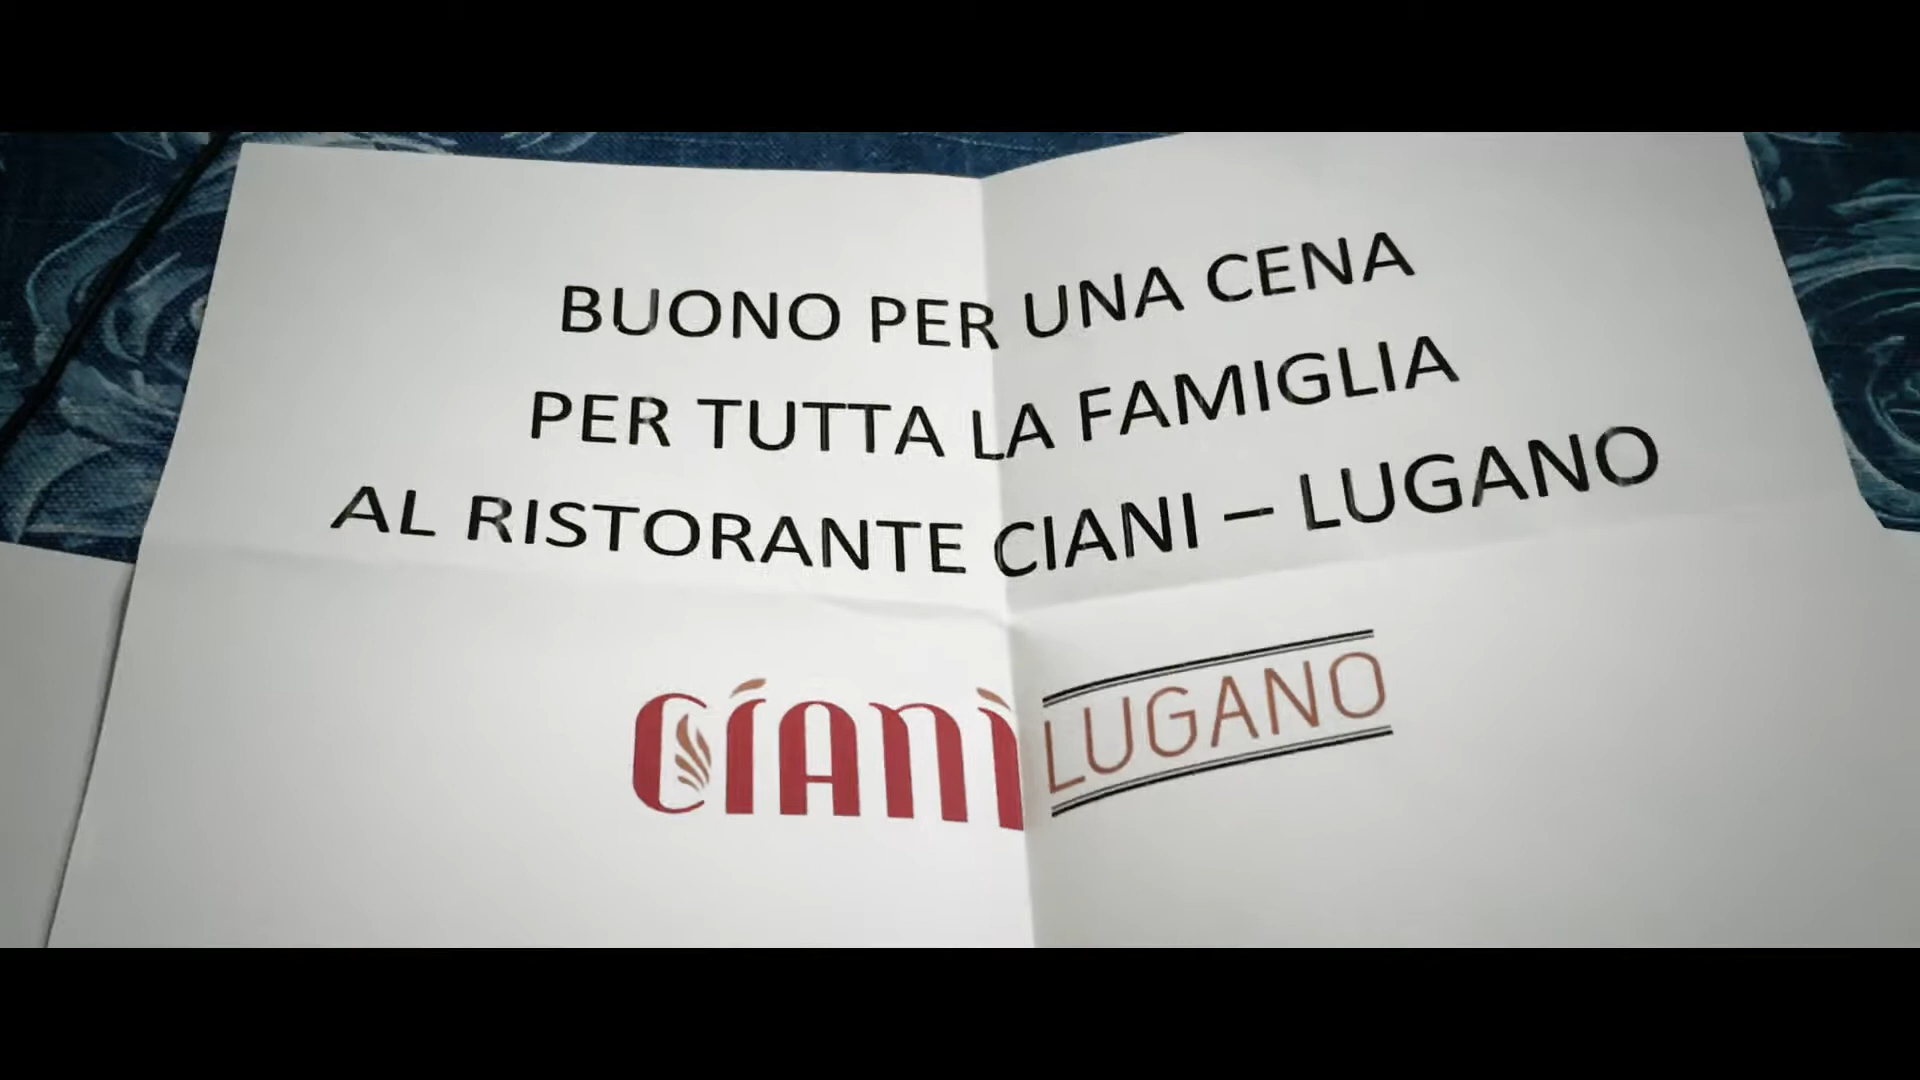 BUONO PER UNA CENA
PER TUTTA LA FAMIGLIA
AL RISTORANTE CIANI – LUGANO
CIANI LUGANO